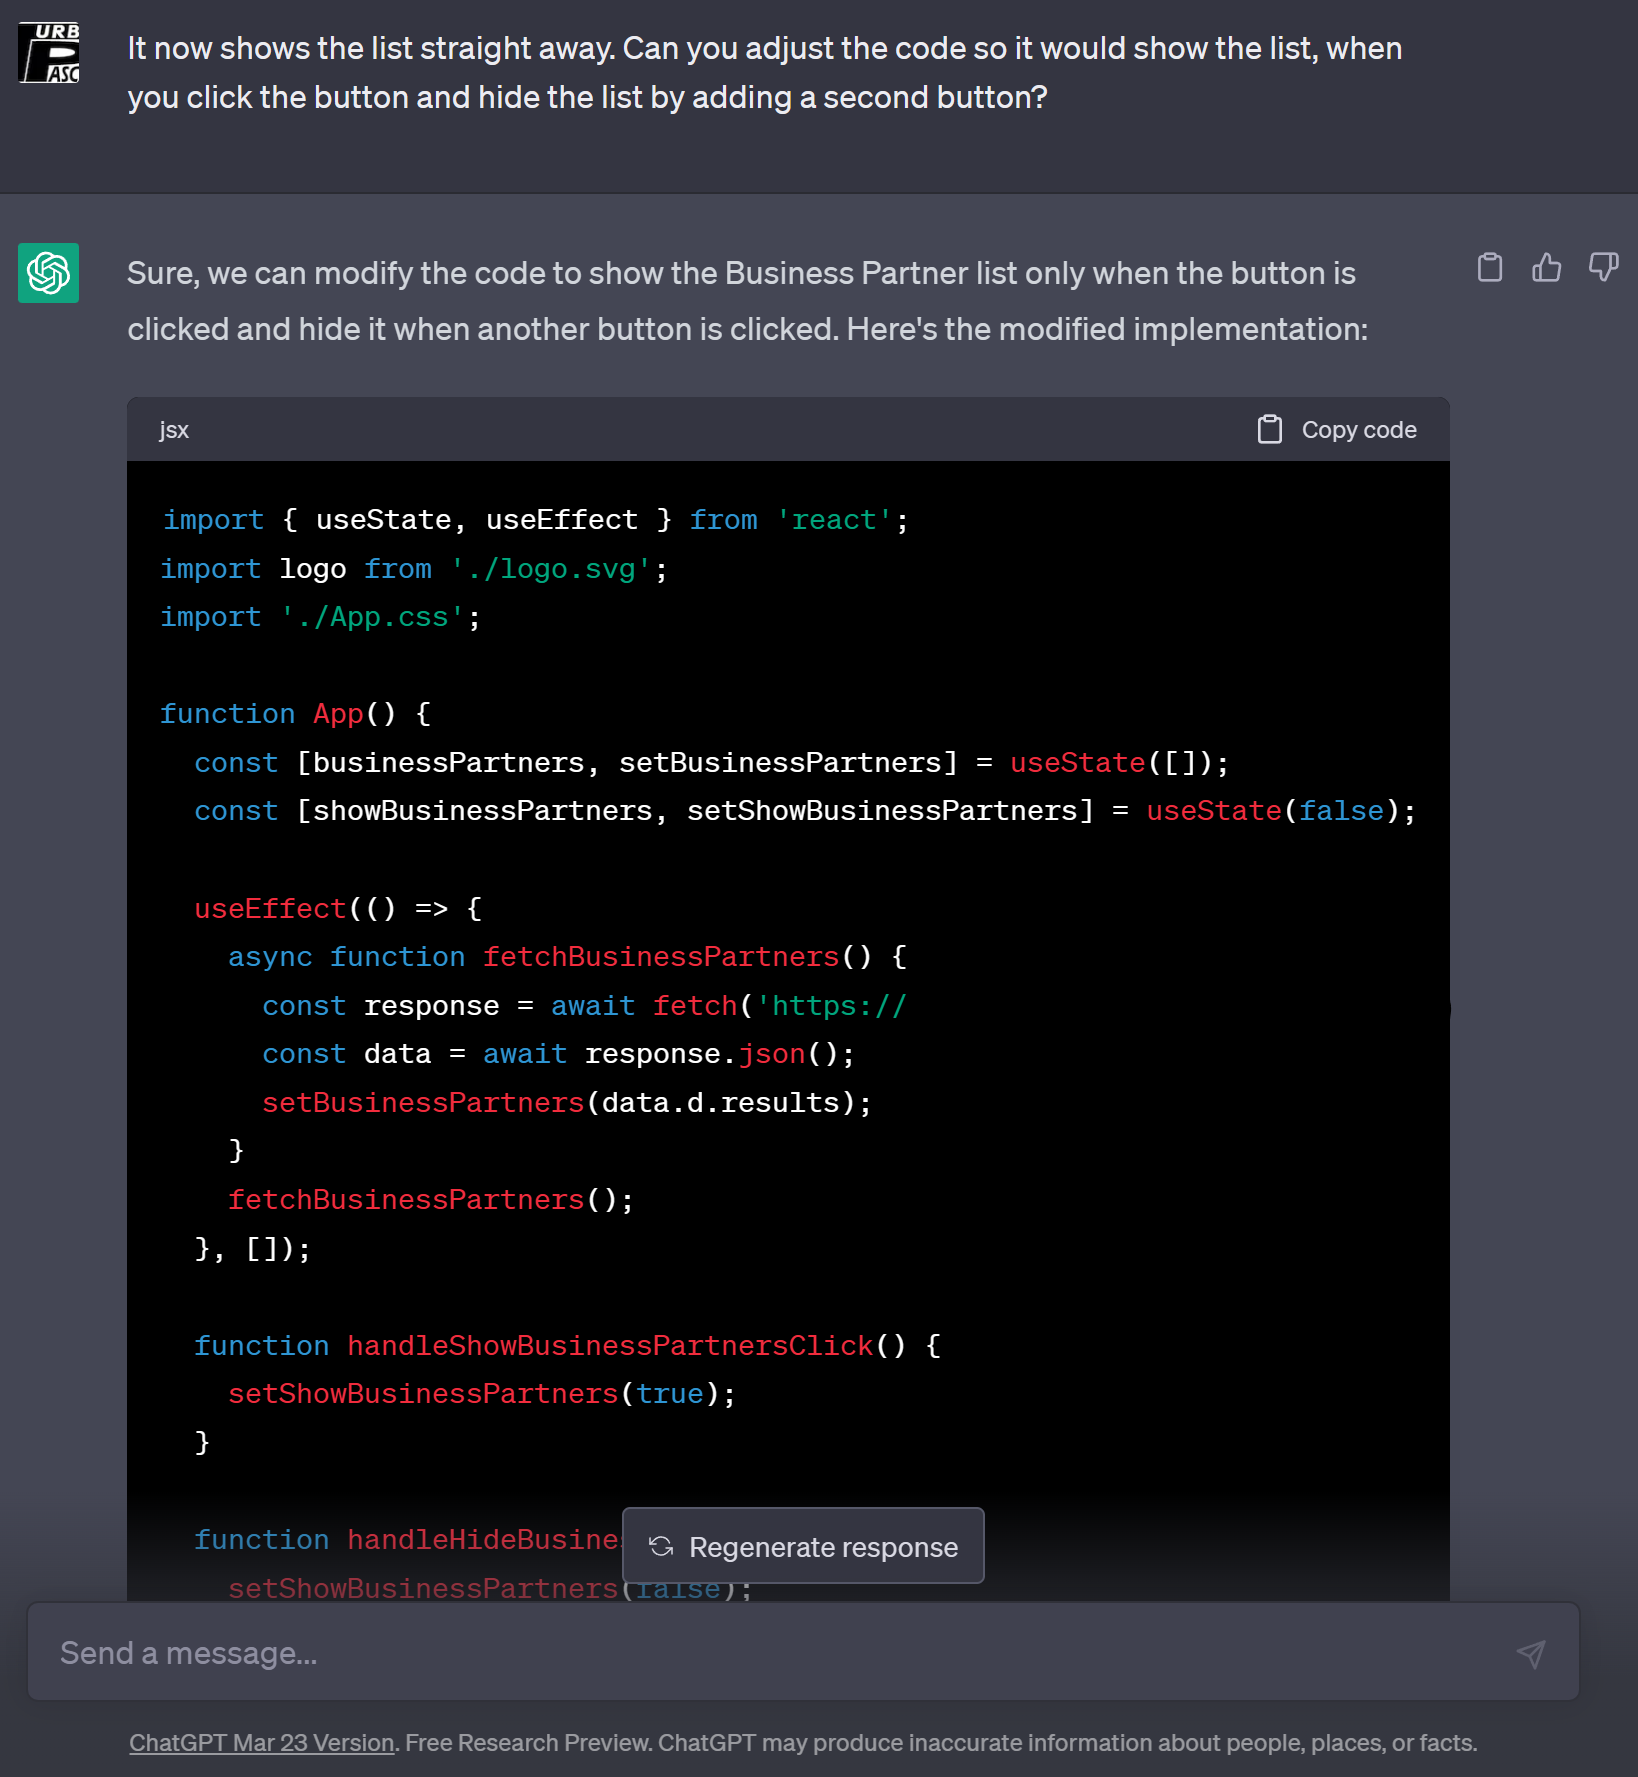 URB
P
ASC
It now shows the list straight away. Can you adjust the code so it would show the list, when
you click the button and hide the list by adding a second button?
Sure, we can modify the code to show the Business Partner list only when the button is
clicked and hide it when another button is clicked. Here's the modified implementation:
jsx
Copy code
import { useState, useEffect } from 'react';
import logo from './logo.svg';
import './App.css';
function App() {
const [businessPartners, setBusinessPartners] = useState([]);
const [showBusinessPartners, setShowBusinessPartners] = useState(false);
useEffect(() => {
async function fetchBusinessPartners() {
const response = await fetch('https://
const data = await response.json();
setBusinessPartners(data.d.results);
}
fetchBusinessPartners();
}, []);
function handleShowBusinessPartnersClick() {
setShowBusinessPartners(true);
}
function handleHideBusine
setShowBusinessPartners(false);
Regenerate response
Send a message...
ChatGPT Mar 23 Version. Free Research Preview. ChatGPT may produce inaccurate information about people, places, or facts.